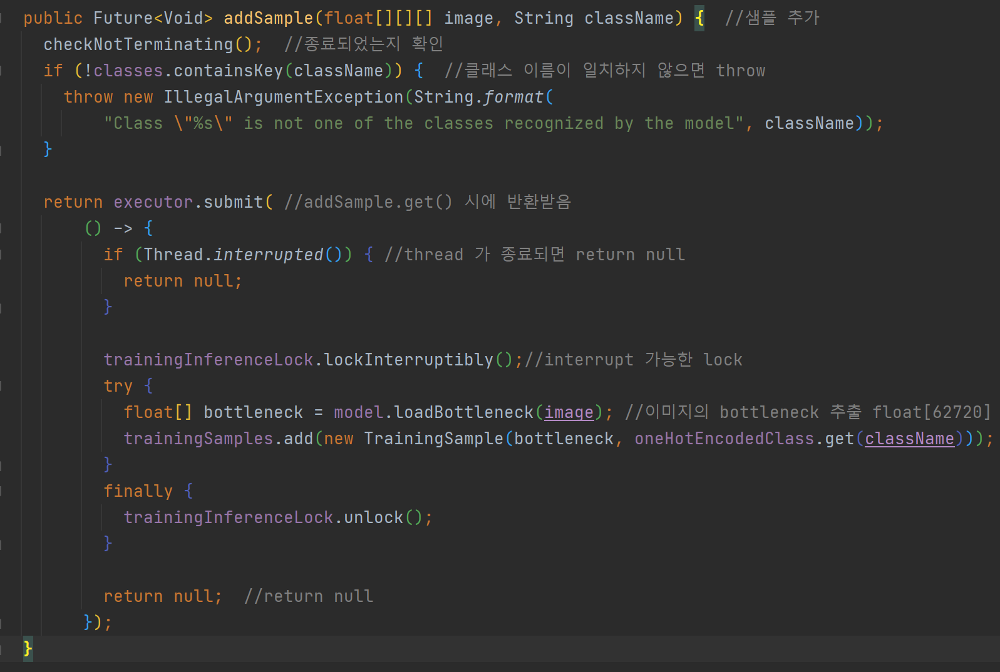 public Future<Void> addSample(float[][][] image, String className) {  //샘플 추가
  checkNotTerminating();  //종료되었는지 확인
  if (!classes.containsKey(className)) {  //클래스 이름이 일치하지 않으면 throw
    throw new IllegalArgumentException(String.format(
        "Class \"%s\" is not one of the classes recognized by the model", className));
  }

  return executor.submit( //addSample.get() 시에 반환받음
      () -> {
        if (Thread.interrupted()) { //thread 가 종료되면 return null
          return null;
        }

        trainingInferenceLock.lockInterruptibly();//interrupt 가능한 lock
        try {
          float[] bottleneck = model.loadBottleneck(image); //이미지의 bottleneck 추출 float[62720]
          trainingSamples.add(new TrainingSample(bottleneck, oneHotEncodedClass.get(className)));
        }
        finally {
          trainingInferenceLock.unlock();
        }

        return null;  //return null
      });
}